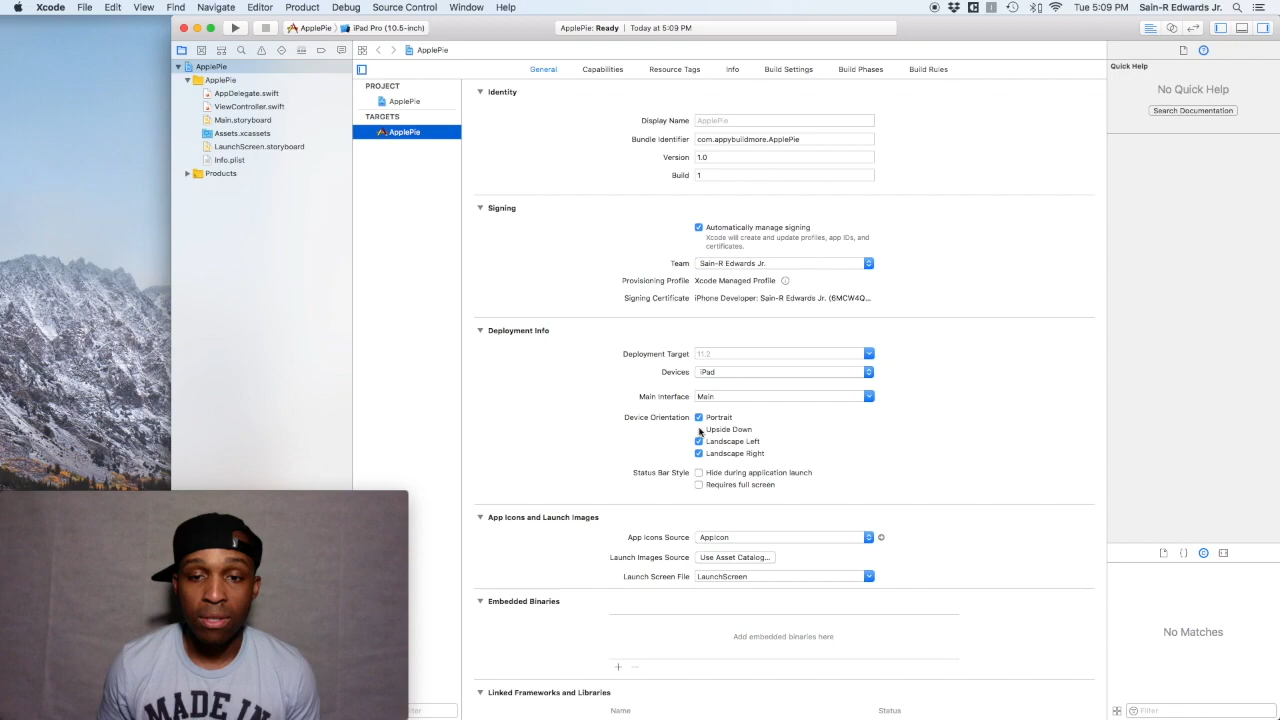 Xcode File Edit View Find Navigate Editor Product Debug Source Control Window Help Tue 5:09 PM Sain-R Edwards Jr.
ApplePie iPad Pro (10.5-inch) ApplePie: Ready | Today at 5:09 PM
ApplePie
ApplePie
AppDelegate.swift
ViewController.swift
Main.storyboard
Assets.xcassets
LaunchScreen.storyboard
Info.plist
Products
ApplePie
General Capabilities Resource Tags Info Build Settings Build Phases Build Rules
PROJECT
ApplePie
TARGETS
ApplePie
Identity
Display Name ApplePie
Bundle Identifier com.appybuildmore.ApplePie
Version 1.0
Build 1
Signing
Automatically manage signing
Xcode will create and update profiles, app IDs, and
certificates.
Team Sain-R Edwards Jr.
Provisioning Profile Xcode Managed Profile
Signing Certificate iPhone Developer: Sain-R Edwards Jr. (6MCW4Q...
Deployment Info
Deployment Target 11.2
Devices iPad
Main Interface Main
Device Orientation Portrait
Upside Down
Landscape Left
Landscape Right
Status Bar Style Hide during application launch
Requires full screen
App Icons and Launch Images
App Icons Source AppIcon
Launch Images Source Use Asset Catalog...
Launch Screen File LaunchScreen
Embedded Binaries
Add embedded binaries here
Linked Frameworks and Libraries
Name Status
Quick Help
No Quick Help
Search Documentation
No Matches
Filter
MADE IN